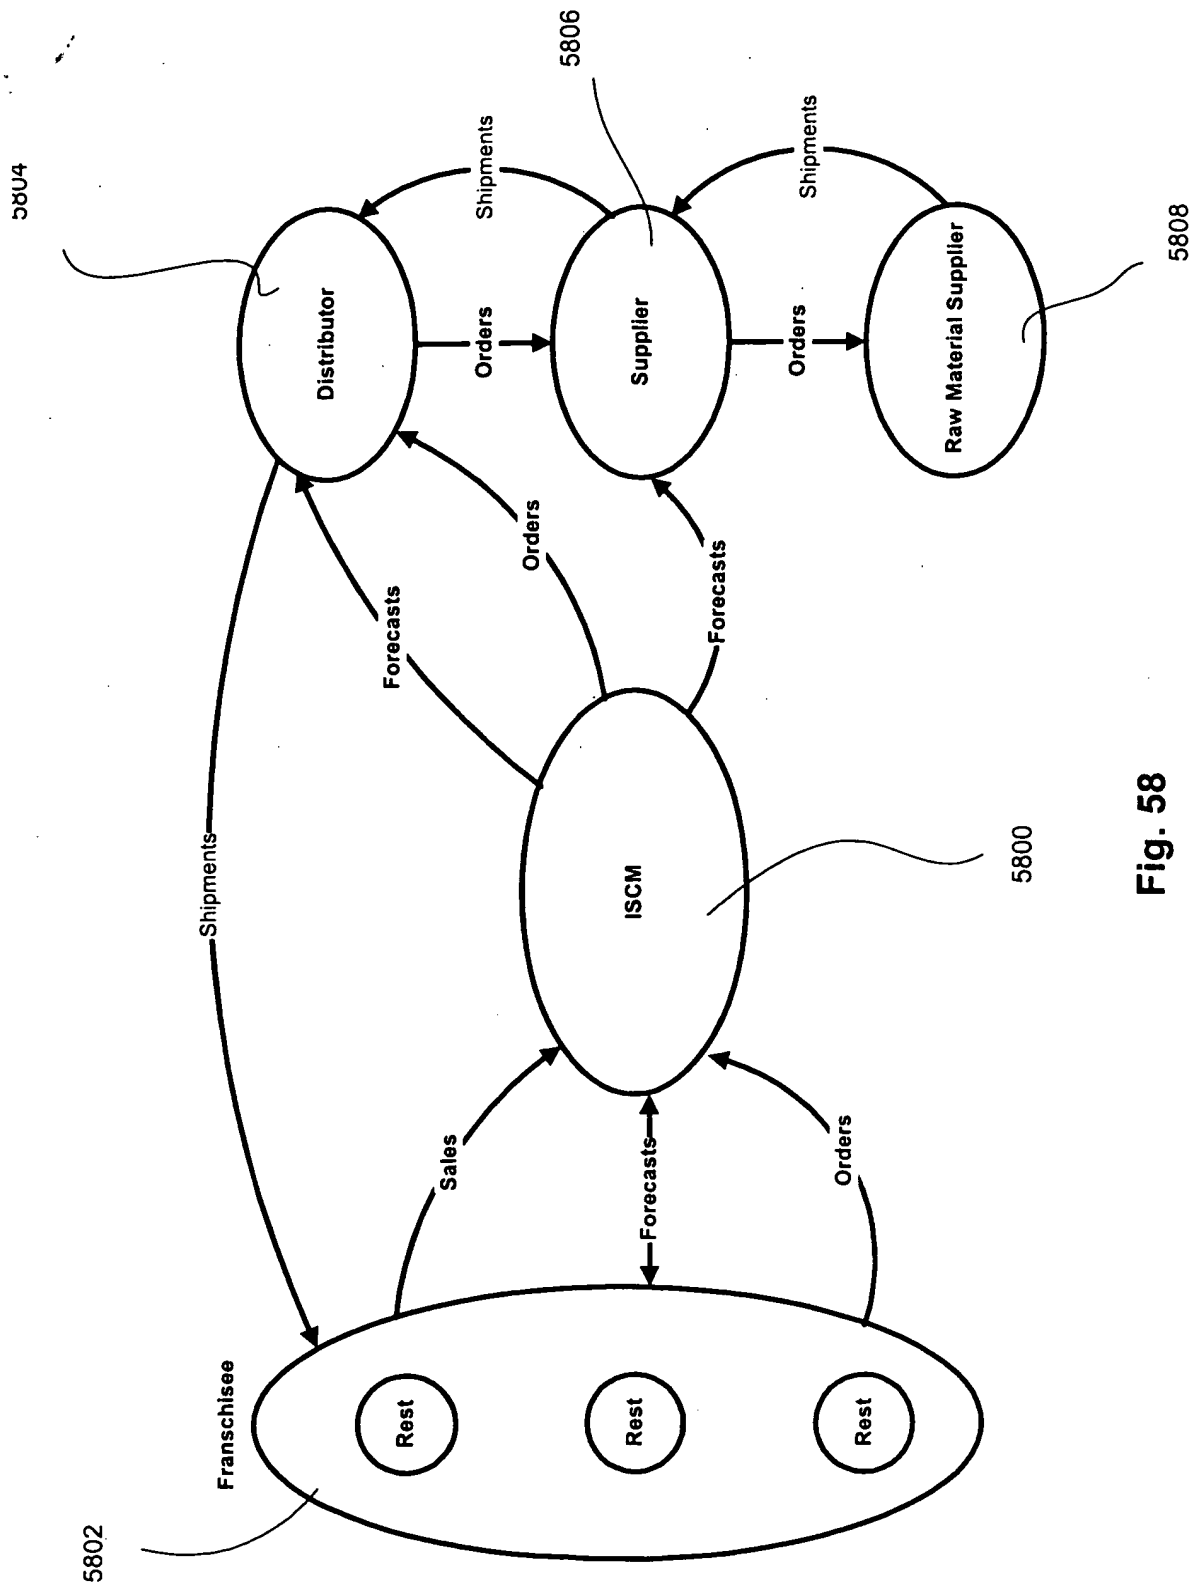 5804
5802
Franschisee
Shipments
Distributor
Forecasts
Orders
Orders
Shipments
5806
Rest
Sales
Rest
Forecasts
ISCM
Supplier
Rest
Orders
Forecasts
Orders
Shipments
5800
Raw Material Supplier
5808
Fig. 58